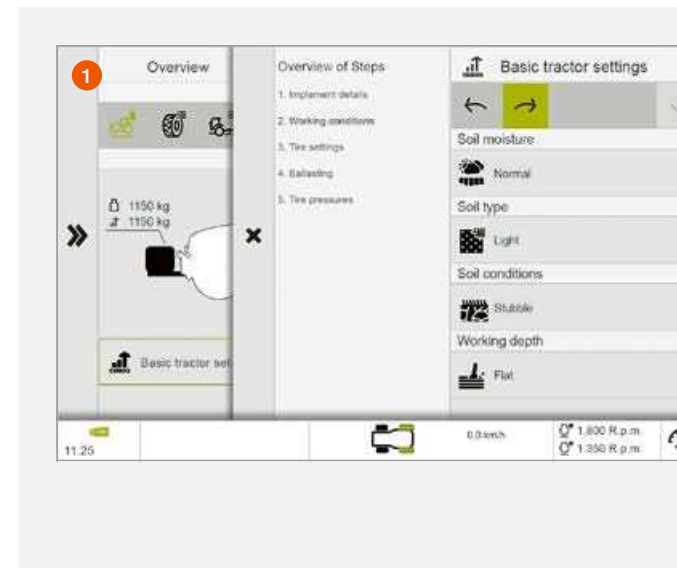 1
Overview
1150 kg
1150 kg
Basic tractor set
Overview of Steps
1. Implement details
2. Working conditions
3. Tire settings
4. Ballasting
5. Tire pressures
Basic tractor settings
Soil moisture
Normal
Soil type
Light
Soil conditions
Stubble
Working depth
Flat
11.25
0.0 km/h
1.800 R.p.m.
1.350 R.p.m.